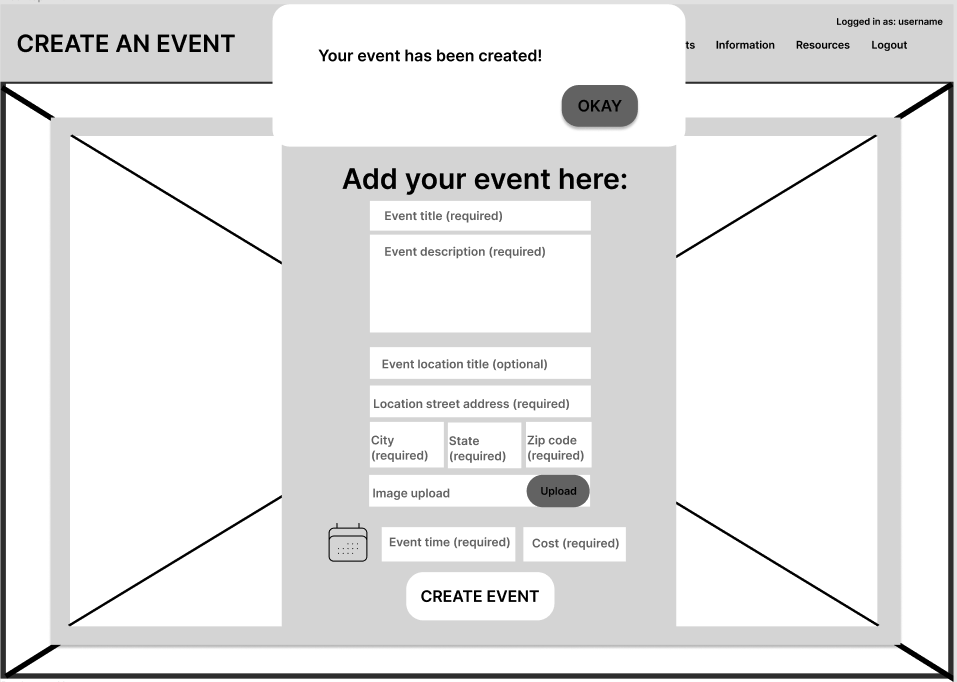 Logged in as: username
CREATE AN EVENT
Information Resources Logout
Your event has been created!
OKAY
Add your event here:
Event title (required)
Event description (required)
Event location title (optional)
Location street address (required)
City
(required)
State
(required)
Zip code
(required)
Image upload
Upload
Event time (required)
Cost (required)
CREATE EVENT